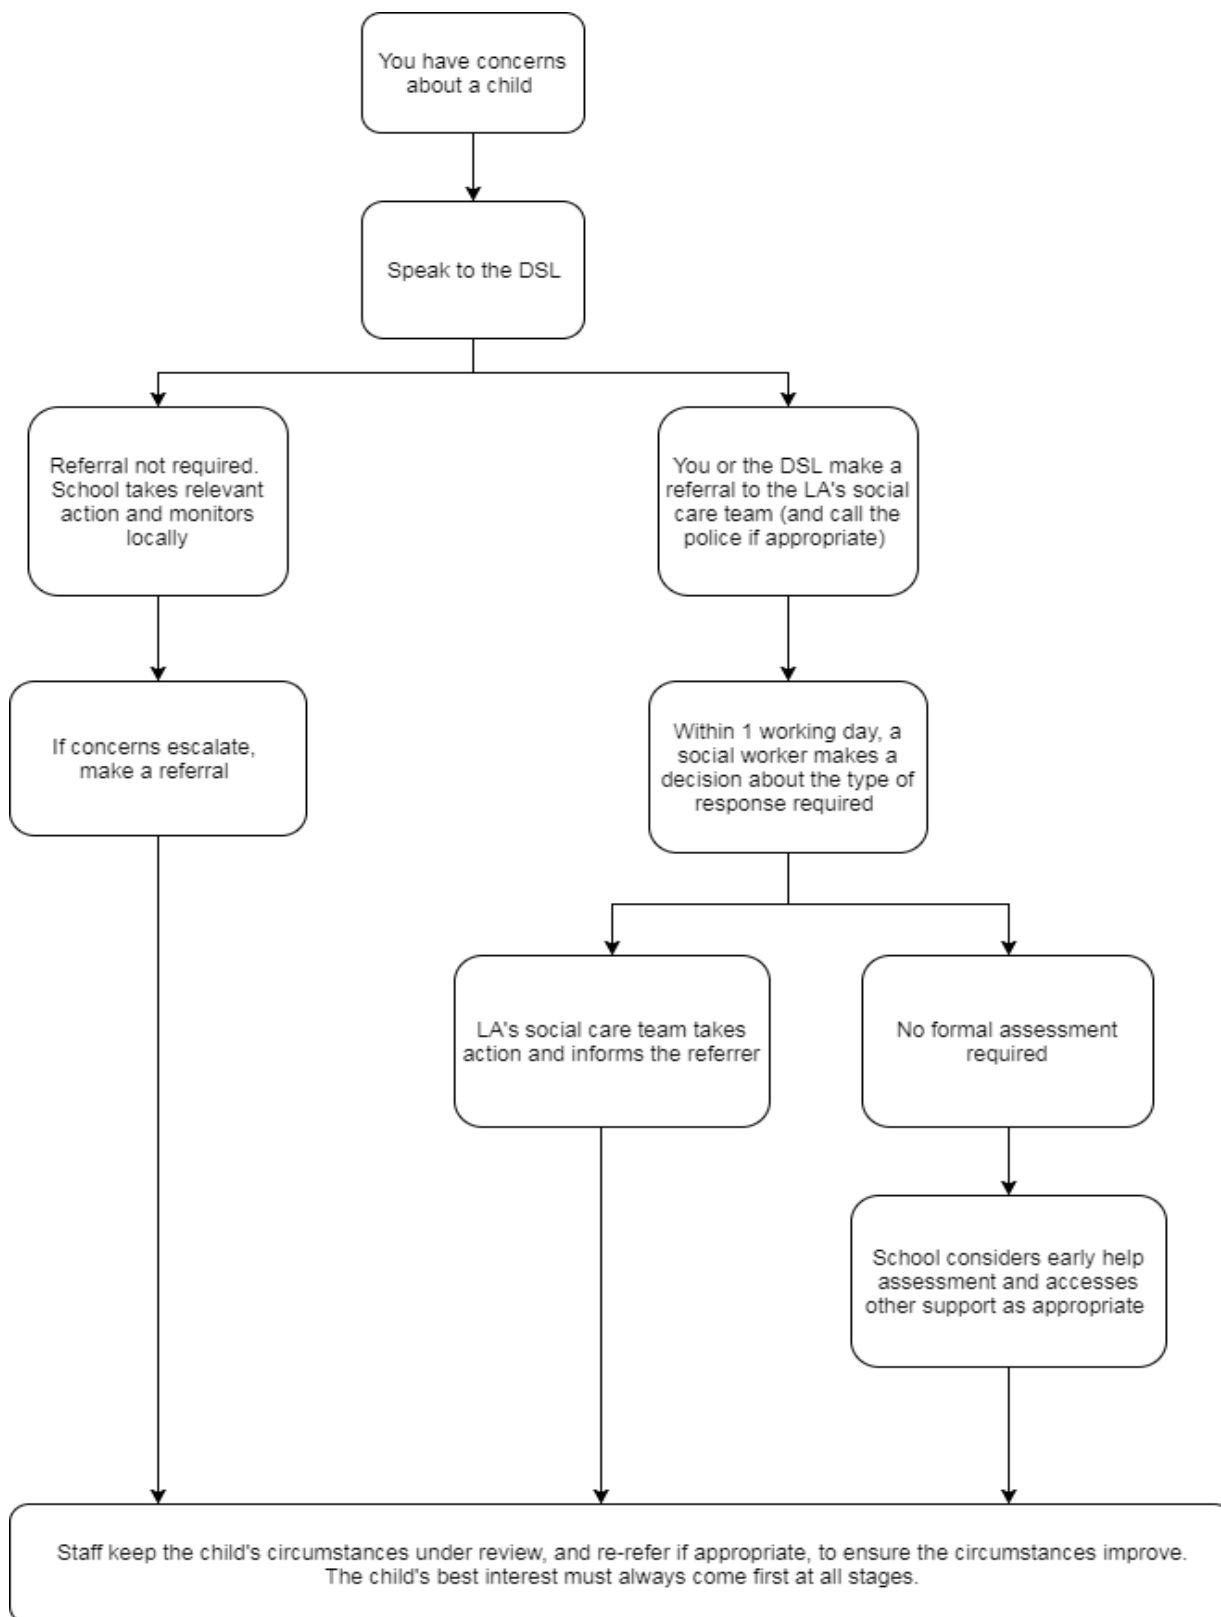 You have concerns
about a child
Speak to the DSL
Referral not required.
School takes relevant
action and monitors
locally
You or the DSL make a
referral to the LA's social
care team (and call the
police if appropriate)
If concerns escalate,
make a referral
Within 1 working day, a
social worker makes a
decision about the type of
response required
LA's social care team takes
action and informs the referrer
No formal assessment
required
School considers early help
assessment and accesses
other support as appropriate
Staff keep the child's circumstances under review, and re-refer if appropriate, to ensure the circumstances improve.
The child's best interest must always come first at all stages.